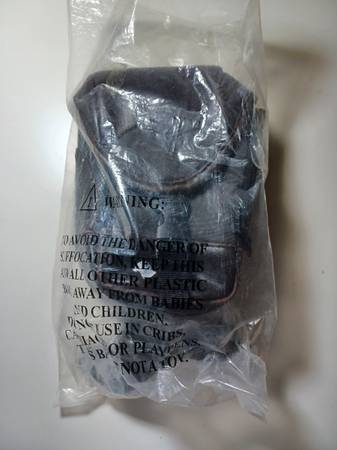 WARNING:
TO AVOID THE DANGER OF
SUFFOCATION, KEEP THIS
ALL OTHER PLASTIC
AWAY FROM BABIES
AND CHILDREN.
USE IN CRIBS,
OR PLAYPENS.
NOT A TOY.